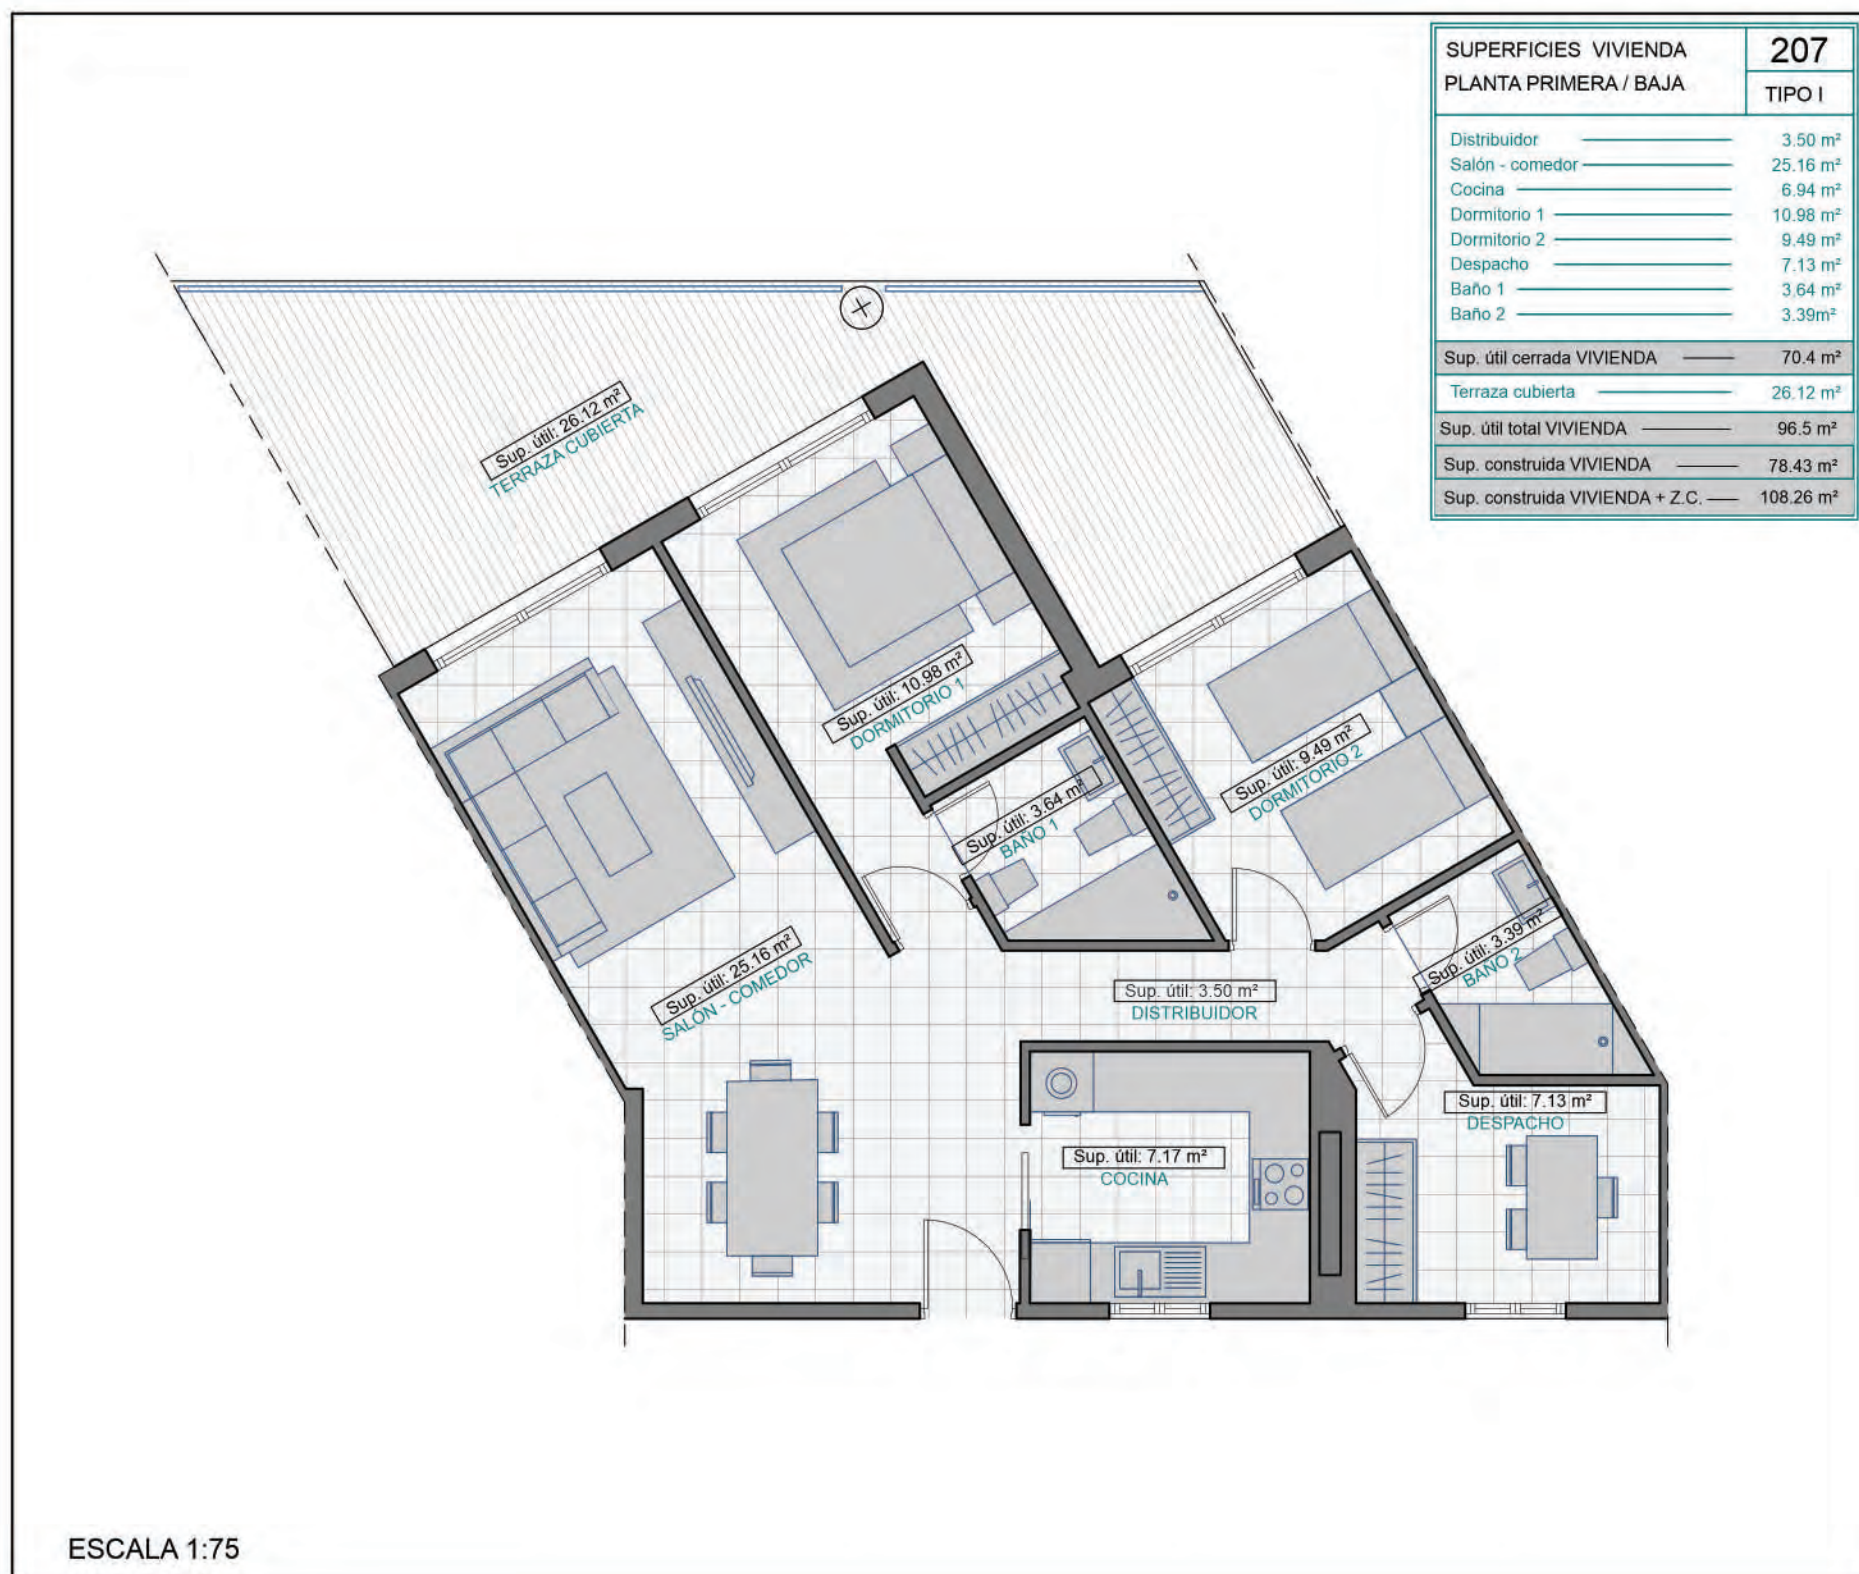 SUPERFICIES VIVIENDA 207
PLANTA PRIMERA / BAJA TIPO I
Distribuidor 3.50 m²
Salón - comedor 25.16 m²
Cocina 6.94 m²
Dormitorio 1 10.98 m²
Dormitorio 2 9.49 m²
Despacho 7.13 m²
Baño 1 3.64 m²
Baño 2 3.39m²
Sup. útil cerrada VIVIENDA 70.4 m²
Terraza cubierta 26.12 m²
Sup. útil total VIVIENDA 96.5 m²
Sup. construida VIVIENDA 78.43 m²
Sup. construida VIVIENDA + Z.C. 108.26 m²
Sup. útil: 26.12 m²
TERRAZA CUBIERTA
Sup. útil: 10.98 m²
DORMITORIO 1
Sup. útil: 9.49 m²
DORMITORIO 2
Sup. útil: 3.64 m²
BAÑO 1
Sup. útil: 3.39 m²
BAÑO 2
Sup. útil: 25.16 m²
SALÓN - COMEDOR
Sup. útil: 3.50 m²
DISTRIBUIDOR
Sup. útil: 7.13 m²
DESPACHO
Sup. útil: 7.17 m²
COCINA
ESCALA 1:75